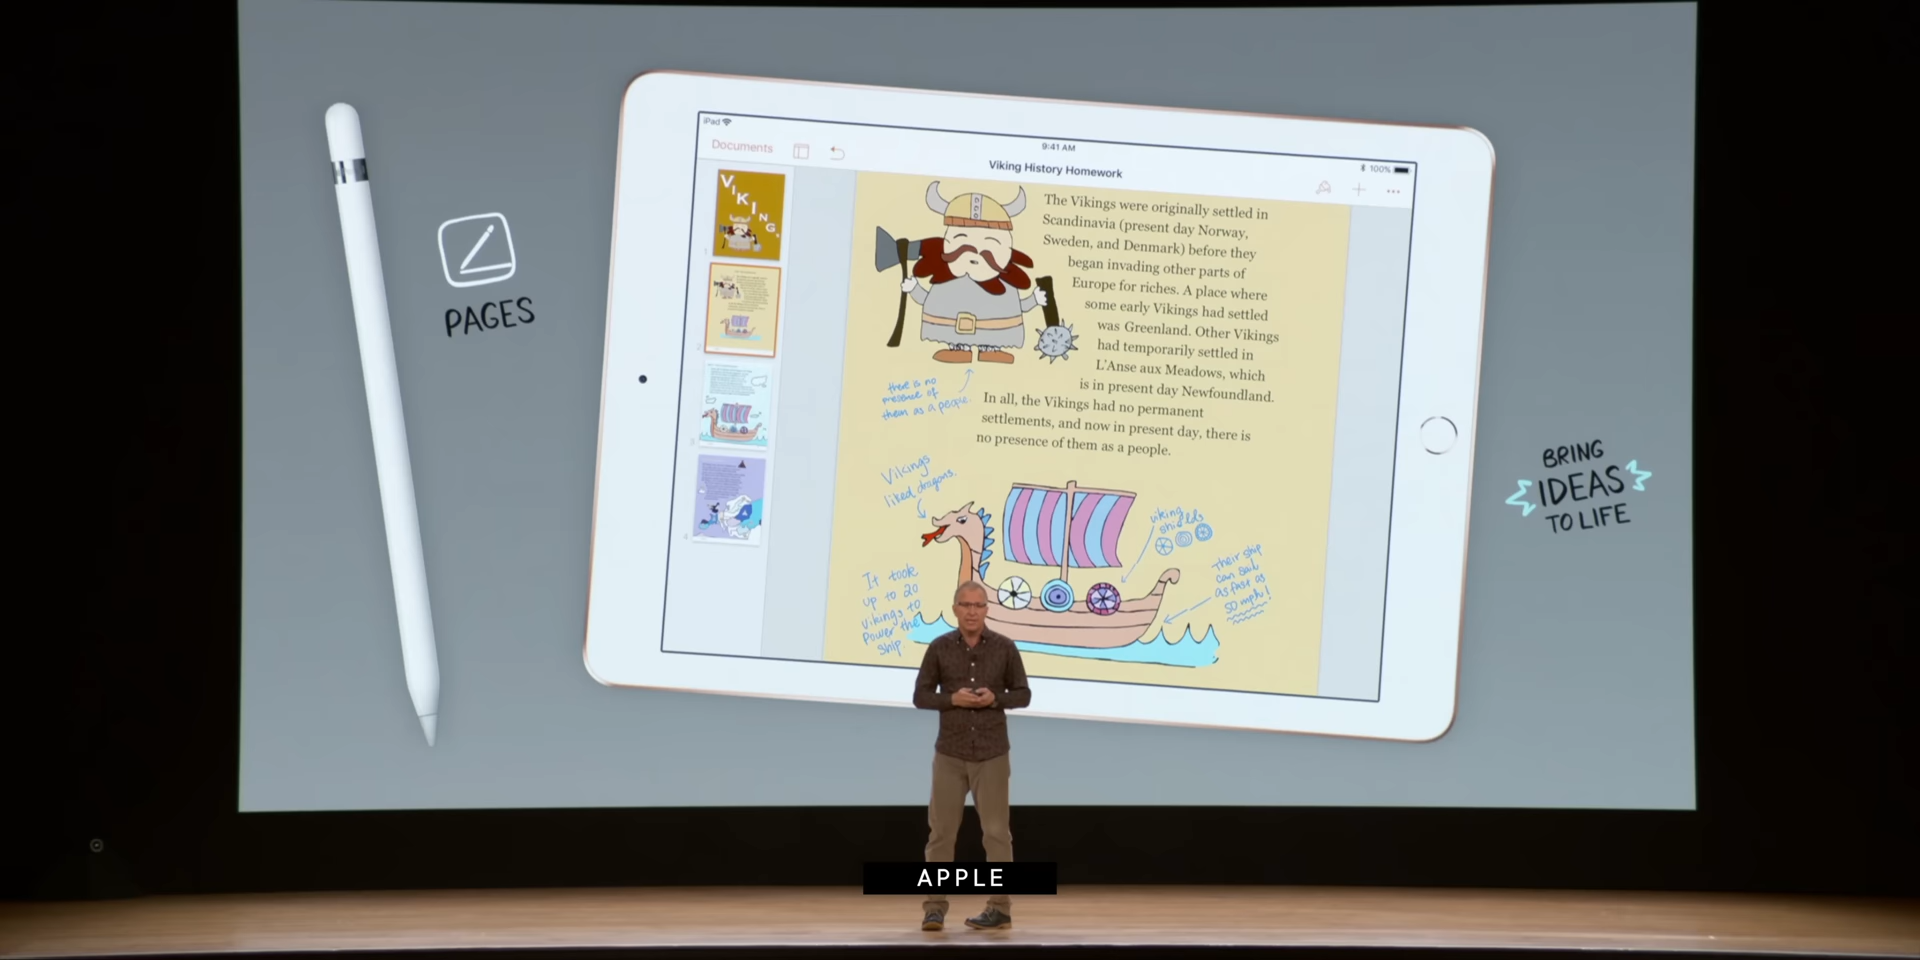 iPad
9:41 AM
100%
Documents
Viking History Homework
VIKING
The Vikings were originally settled in
Scandinavia (present day Norway,
Sweden, and Denmark) before they
began invading other parts of
Europe for riches. A place where
some early Vikings had settled
was Greenland. Other Vikings
had temporarily settled in
L'Anse aux Meadows, which
is in present day Newfoundland.
In all, the Vikings had no permanent
settlements, and now in present day, there is
no presence of them as a people.
there is no
presence of
them as a people.
Vikings
liked dragons.
viking
shields
Their ship
can sail
as fast as
50 mph!
It took
up to 20
vikings to
power the
ship.
1
2
3
4
PAGES
BRING
IDEAS
TO LIFE
APPLE